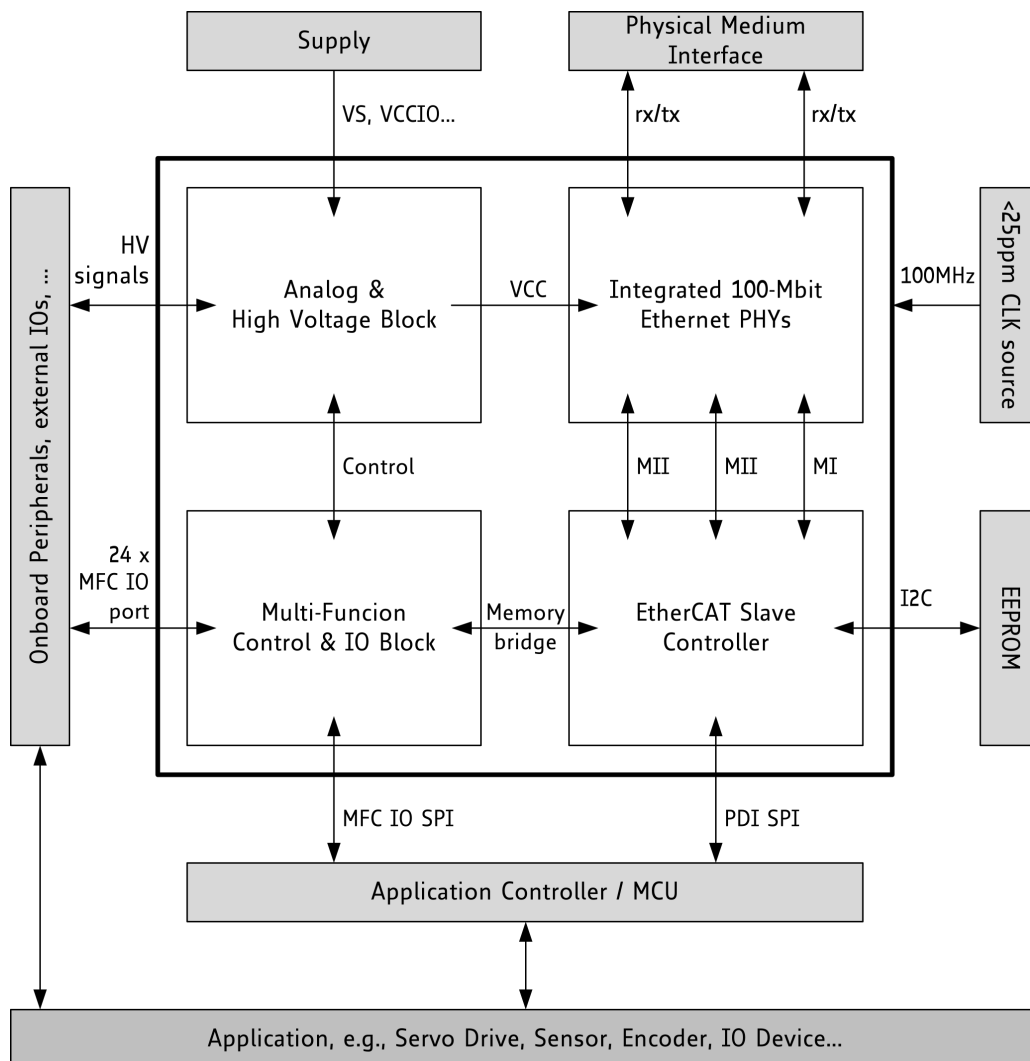 Supply
Physical Medium
Interface
VS, VCCIO...
rx/tx
rx/tx
Onboard Peripherals, external IOs, ...
HV
signals
Analog &
High Voltage Block
VCC
Integrated 100-Mbit
Ethernet PHYs
100MHz
<25ppm CLK source
Control
MII
MII
MI
24 x
MFC IO
port
Multi-Funcion
Control & IO Block
Memory
bridge
EtherCAT Slave
Controller
I2C
EEPROM
MFC IO SPI
PDI SPI
Application Controller / MCU
Application, e.g., Servo Drive, Sensor, Encoder, IO Device...